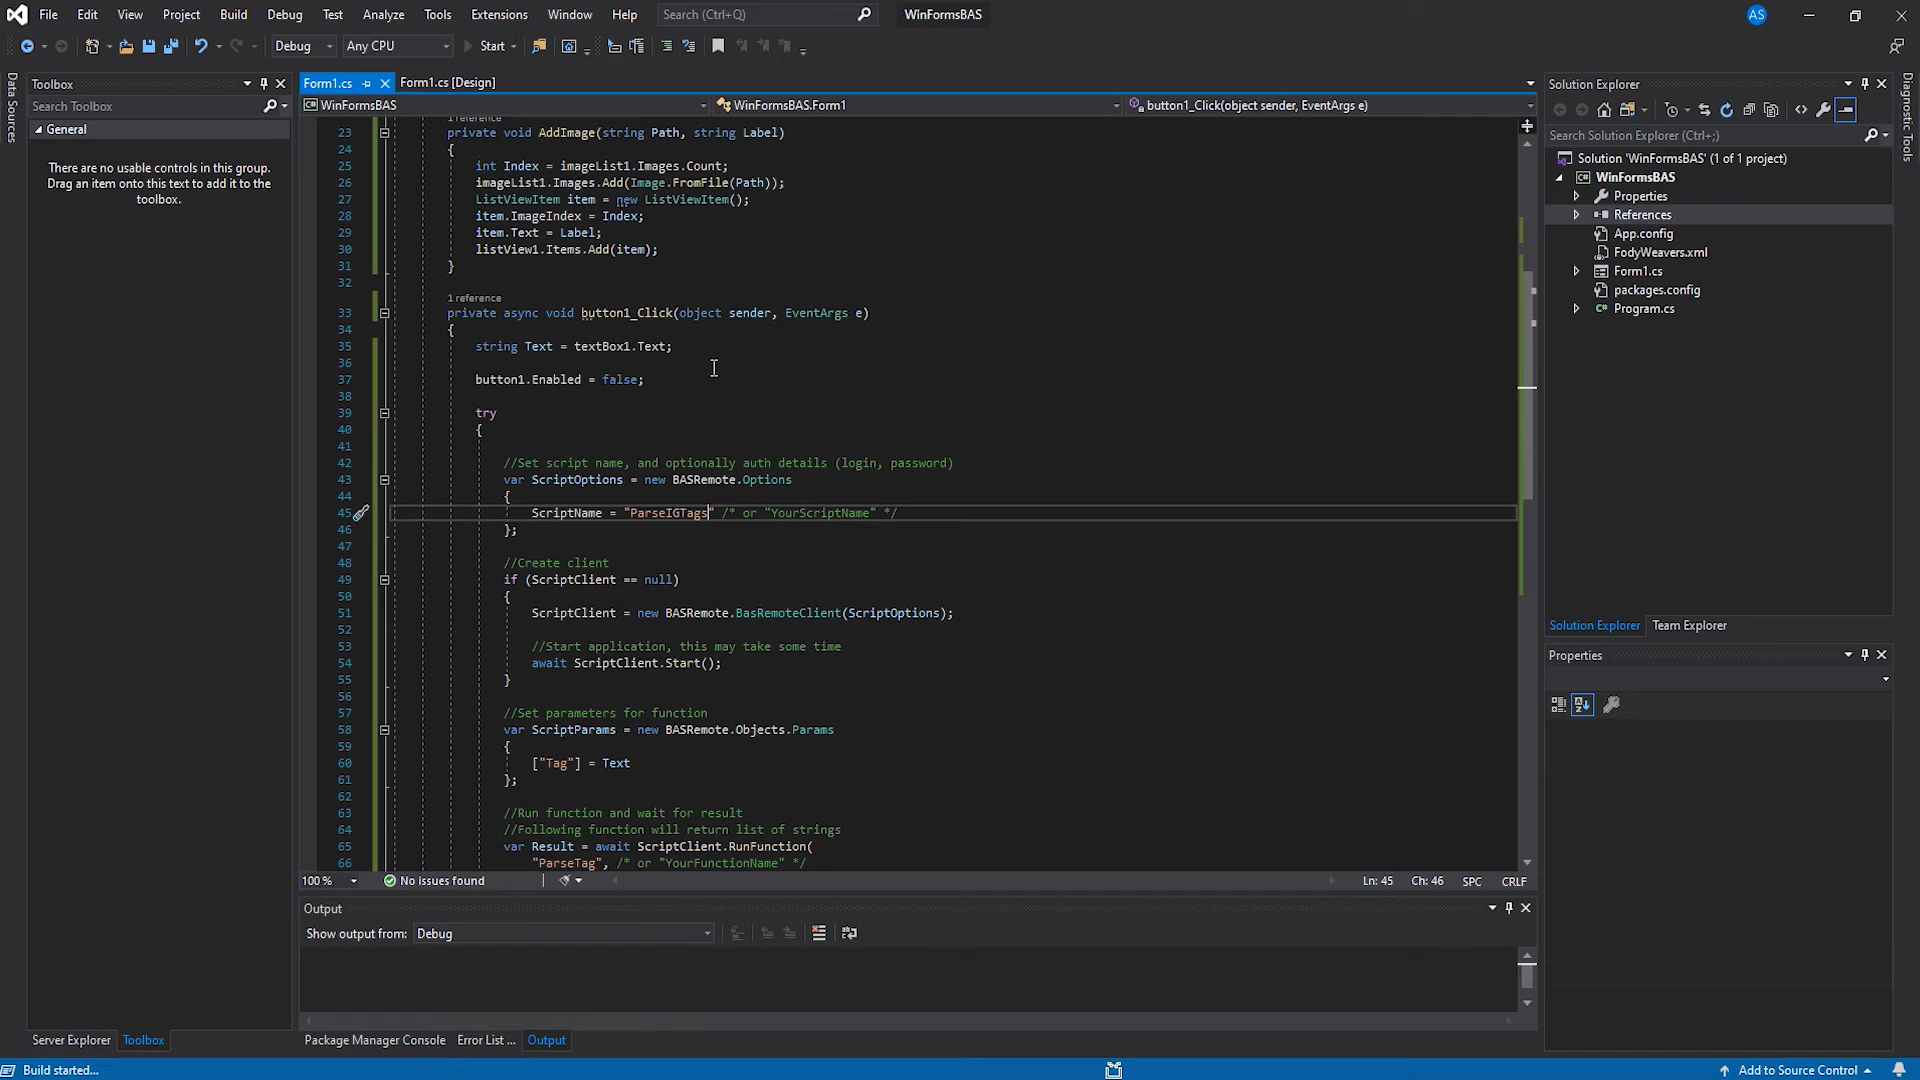 File Edit View Project Build Debug Test Analyze Tools Extensions Window Help Search (Ctrl+Q) WinFormsBAS AS
Debug Any CPU Start
Data Sources
Toolbox
Search Toolbox
General
There are no usable controls in this group.
Drag an item onto this text to add it to the
toolbox.
Form1.cs Form1.cs [Design]
WinFormsBAS WinFormsBAS.Form1 button1_Click(object sender, EventArgs e)
1 reference
23 private void AddImage(string Path, string Label)
24 {
25 int Index = imageList1.Images.Count;
26 imageList1.Images.Add(Image.FromFile(Path));
27 ListViewItem item = new ListViewItem();
28 item.ImageIndex = Index;
29 item.Text = Label;
30 listView1.Items.Add(item);
31 }
32
1 reference
33 private async void button1_Click(object sender, EventArgs e)
34 {
35 string Text = textBox1.Text;
36
37 button1.Enabled = false;
38
39 try
40 {
41
42 //Set script name, and optionally auth details (login, password)
43 var ScriptOptions = new BASRemote.Options
44 {
45 ScriptName = "ParseIGTags" /* or "YourScriptName" */
46 };
47
48 //Create client
49 if (ScriptClient == null)
50 {
51 ScriptClient = new BASRemote.BasRemoteClient(ScriptOptions);
52
53 //Start application, this may take some time
54 await ScriptClient.Start();
55 }
56
57 //Set parameters for function
58 var ScriptParams = new BASRemote.Objects.Params
59 {
60 ["Tag"] = Text
61 };
62
63 //Run function and wait for result
64 //Following function will return list of strings
65 var Result = await ScriptClient.RunFunction(
66 "ParseTag", /* or "YourFunctionName" */
100 % No issues found Ln: 45 Ch: 46 SPC CRLF
Output
Show output from: Debug
Server Explorer Toolbox
Package Manager Console Error List ... Output
Solution Explorer
Search Solution Explorer (Ctrl+;)
Solution 'WinFormsBAS' (1 of 1 project)
WinFormsBAS
Properties
References
App.config
FodyWeavers.xml
Form1.cs
packages.config
Program.cs
Solution Explorer Team Explorer
Properties
Diagnostic Tools
Build started...
Add to Source Control